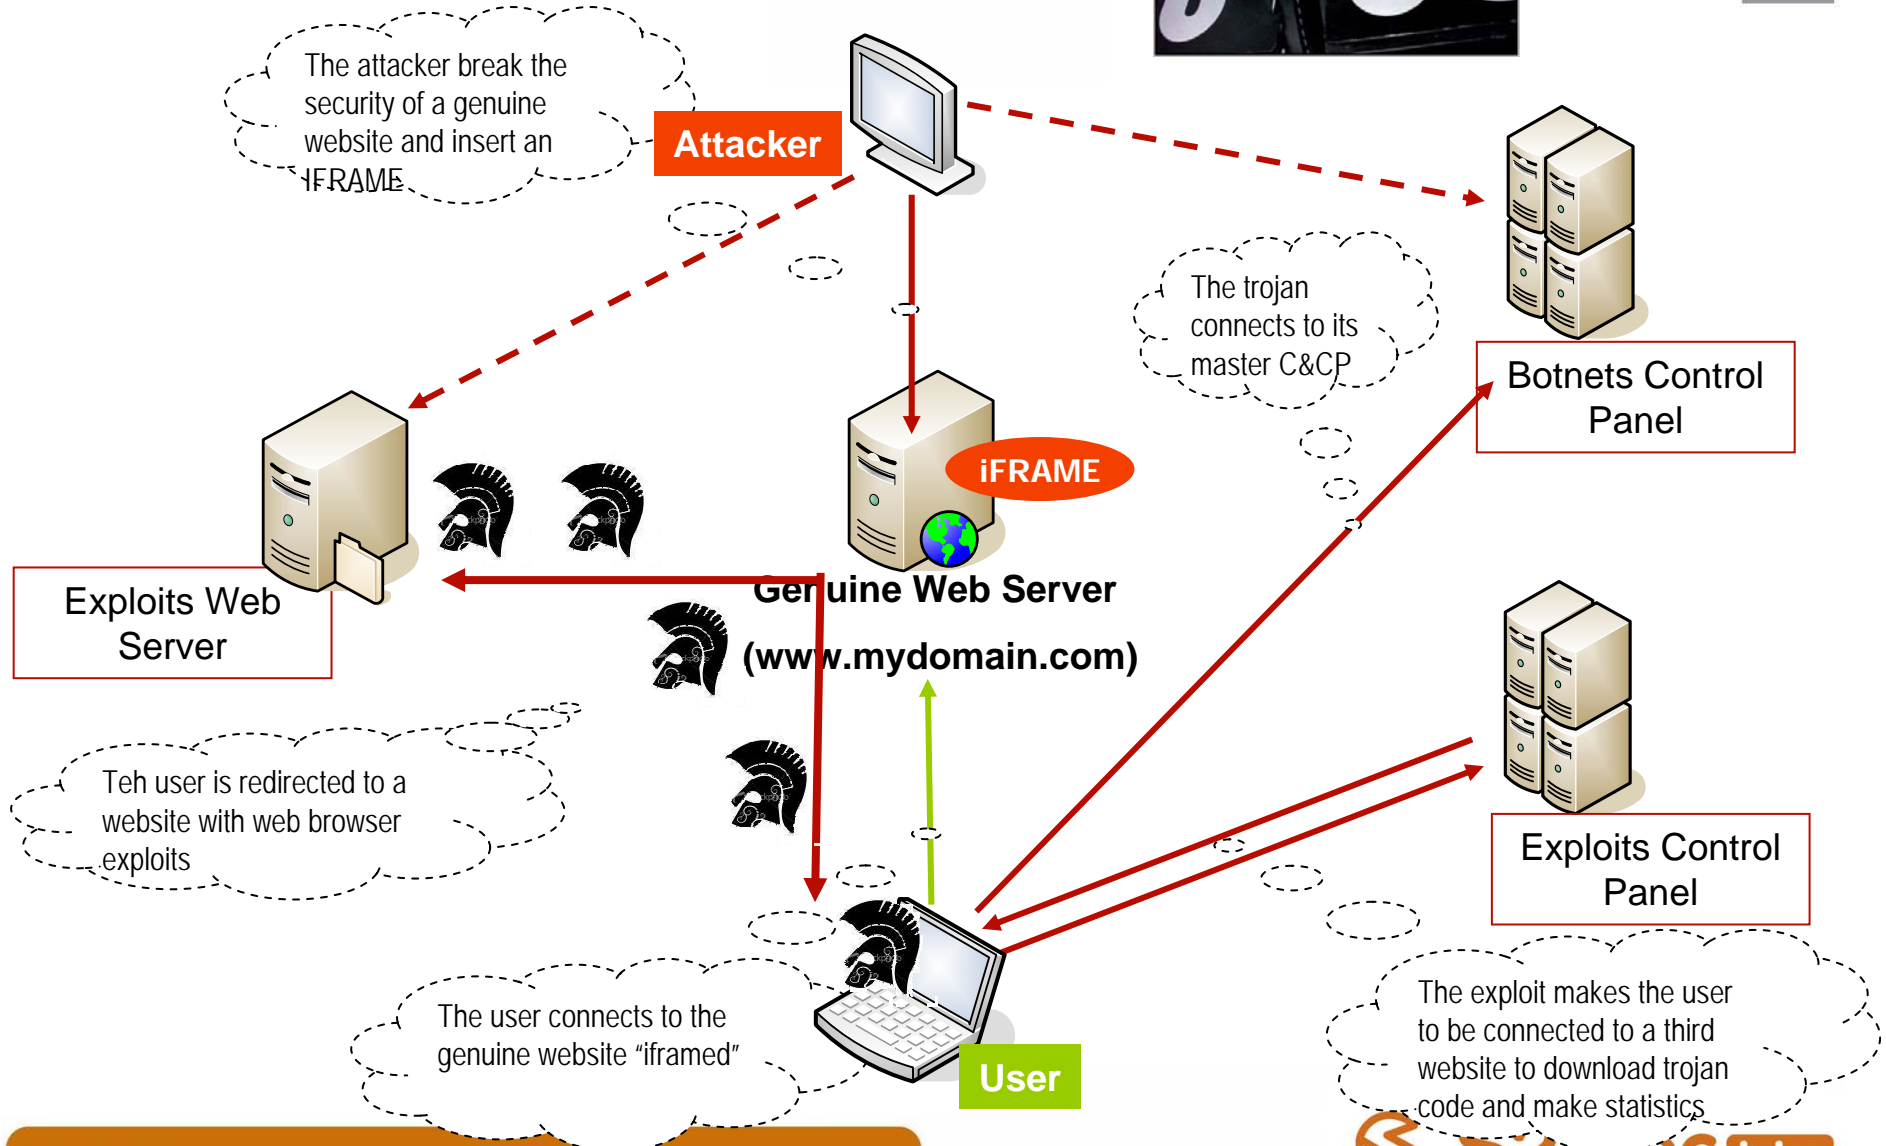 The attacker break the
security of a genuine
website and insert an
IFRAME
Attacker
The trojan
connects to its
master C&CP
Botnets Control
Panel
iFRAME
Genuine Web Server
(www.mydomain.com)
Exploits Web
Server
Teh user is redirected to a
website with web browser
exploits
Exploits Control
Panel
The user connects to the
genuine website “iframed”
User
The exploit makes the user
to be connected to a third
website to download trojan
code and make statistics